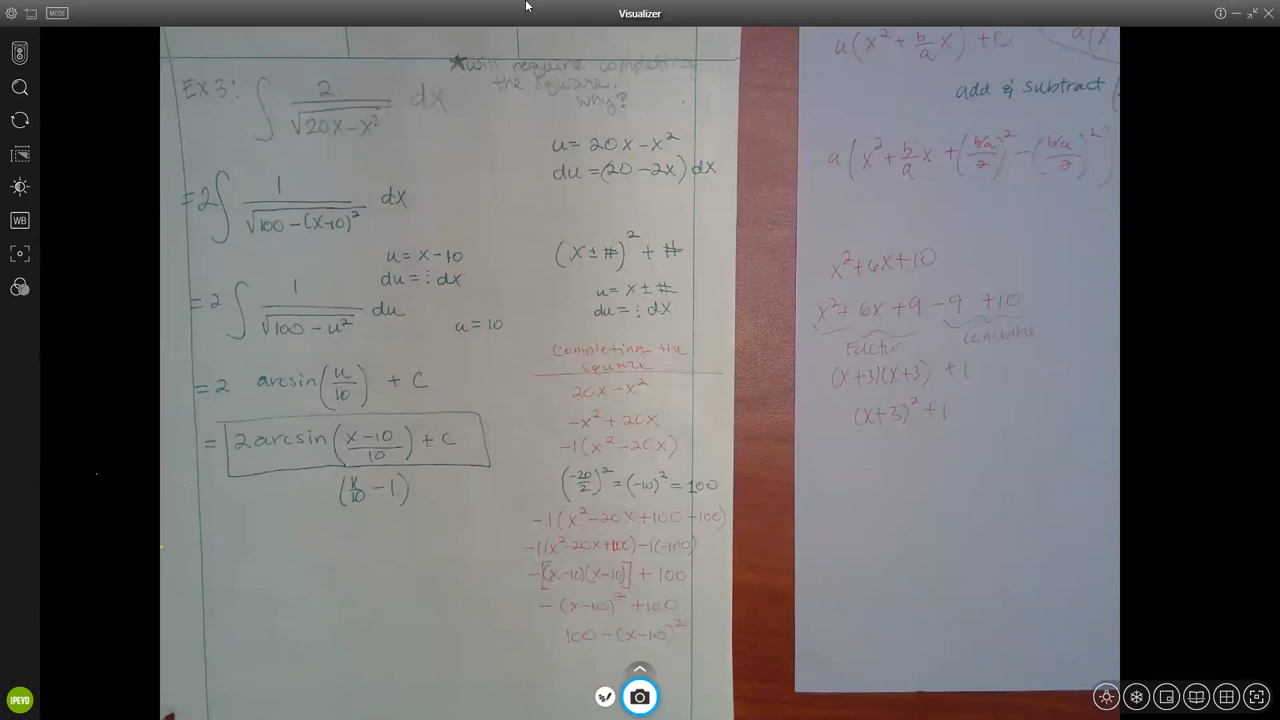 MODE
Visualizer
★will require completing
the square.
why?
EX 3: ∫ 2/√(20x-x²) dx
u= 20x-x²
du=(20-2x)dx
=2∫ 1/√(100-(x-10)²) dx
u= x-10
du= dx
(x±#)²+#
u= x±#
du= dx
=2∫ 1/√(100-u²) du
a=10
=2 arcsin(u/10) + C
= 2arcsin((x-10)/10)+C
(x/10-1)
Completing the
square
20x-x²
-x²+20x
-1(x²-20x)
(-20/2)²=(-10)²=100
-1(x²-20x+100-100)
-1(x²-20x+100)-1(-100)
-[(x-10)(x-10)]+100
-(x-10)²+100
100-(x-10)²
a(x²+b/a x)+C
a(x
add & subtract (
a(x²+b/a x+((b/a)/2)²-((b/a)/2)²)
x²+6x+10
x²+6x+9-9+10
Factor
combine
(x+3)(x+3)+1
(x+3)²+1
WB
IPEVO